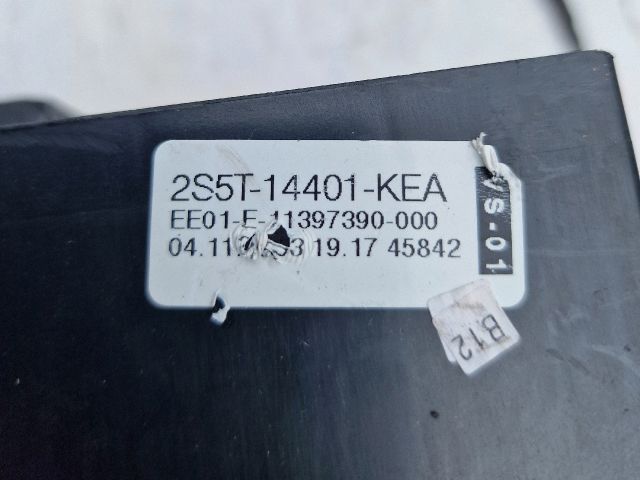 2S5T-14401-KEA
EE01-E-11397390-000
19.17 45842
VS-01
B12